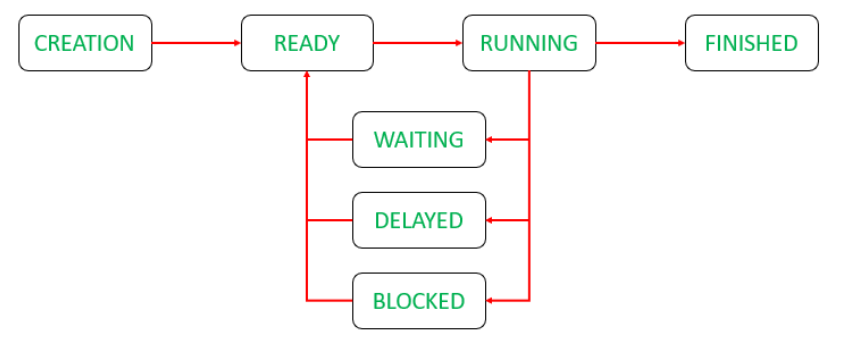 CREATION
READY
RUNNING
FINISHED
WAITING
DELAYED
BLOCKED